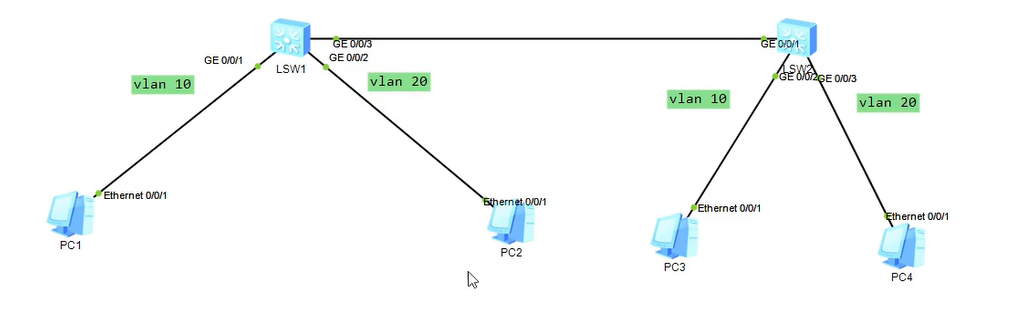 GE 0/0/3
GE 0/0/1
GE 0/0/1
GE 0/0/2
LSW1
LSW2
GE 0/0/2
GE 0/0/3
vlan 10
vlan 20
vlan 10
vlan 20
Ethernet 0/0/1
Ethernet 0/0/1
Ethernet 0/0/1
Ethernet 0/0/1
PC1
PC2
PC3
PC4